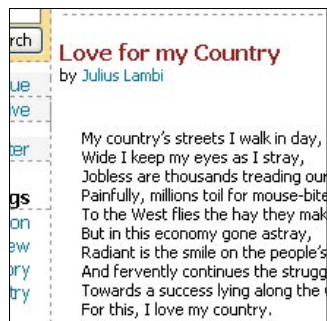 rch
Love for my Country
by Julius Lambi
ue
ve
ter
gs
on
ew
ory
try
My country's streets I walk in day,
Wide I keep my eyes as I stray,
Jobless are thousands treading our
Painfully, millions toil for mouse-bite
To the West flies the hay they mak
But in this economy gone astray,
Radiant is the smile on the people's
And fervently continues the strugg
Towards a success lying along the
For this, I love my country.